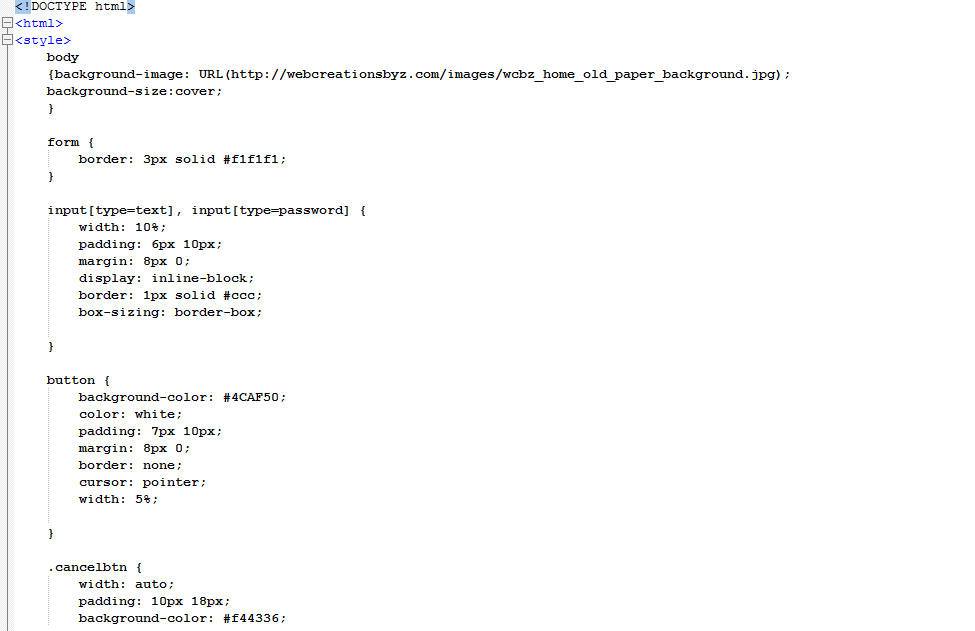 <!DOCTYPE html>
<html>
<style>
body
{background-image: URL(http://webcreationsbyz.com/images/wcbz_home_old_paper_background.jpg);
background-size:cover;
}
form {
border: 3px solid #f1f1f1;
}
input[type=text], input[type=password] {
width: 10%;
padding: 6px 10px;
margin: 8px 0;
display: inline-block;
border: 1px solid #ccc;
box-sizing: border-box;
}
button {
background-color: #4CAF50;
color: white;
padding: 7px 10px;
margin: 8px 0;
border: none;
cursor: pointer;
width: 5%;
}
.cancelbtn {
width: auto;
padding: 10px 18px;
background-color: #f44336;